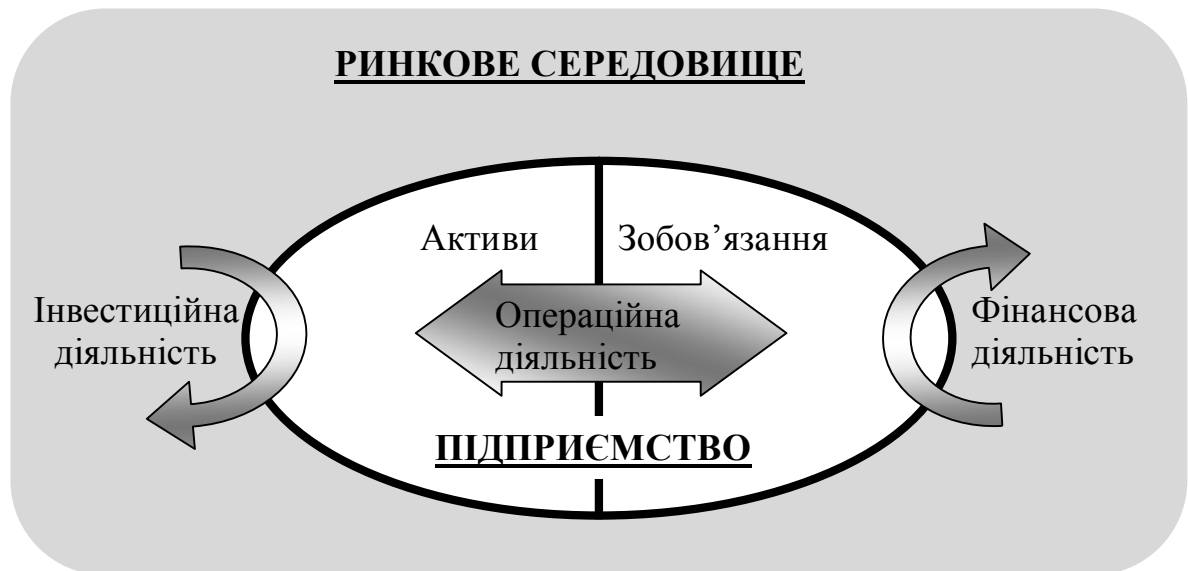 РИНКОВЕ СЕРЕДОВИЩЕ
Активи
Зобов’язання
Інвестиційна
діяльність
Операційна
діяльність
Фінансова
діяльність
ПІДПРИЄМСТВО